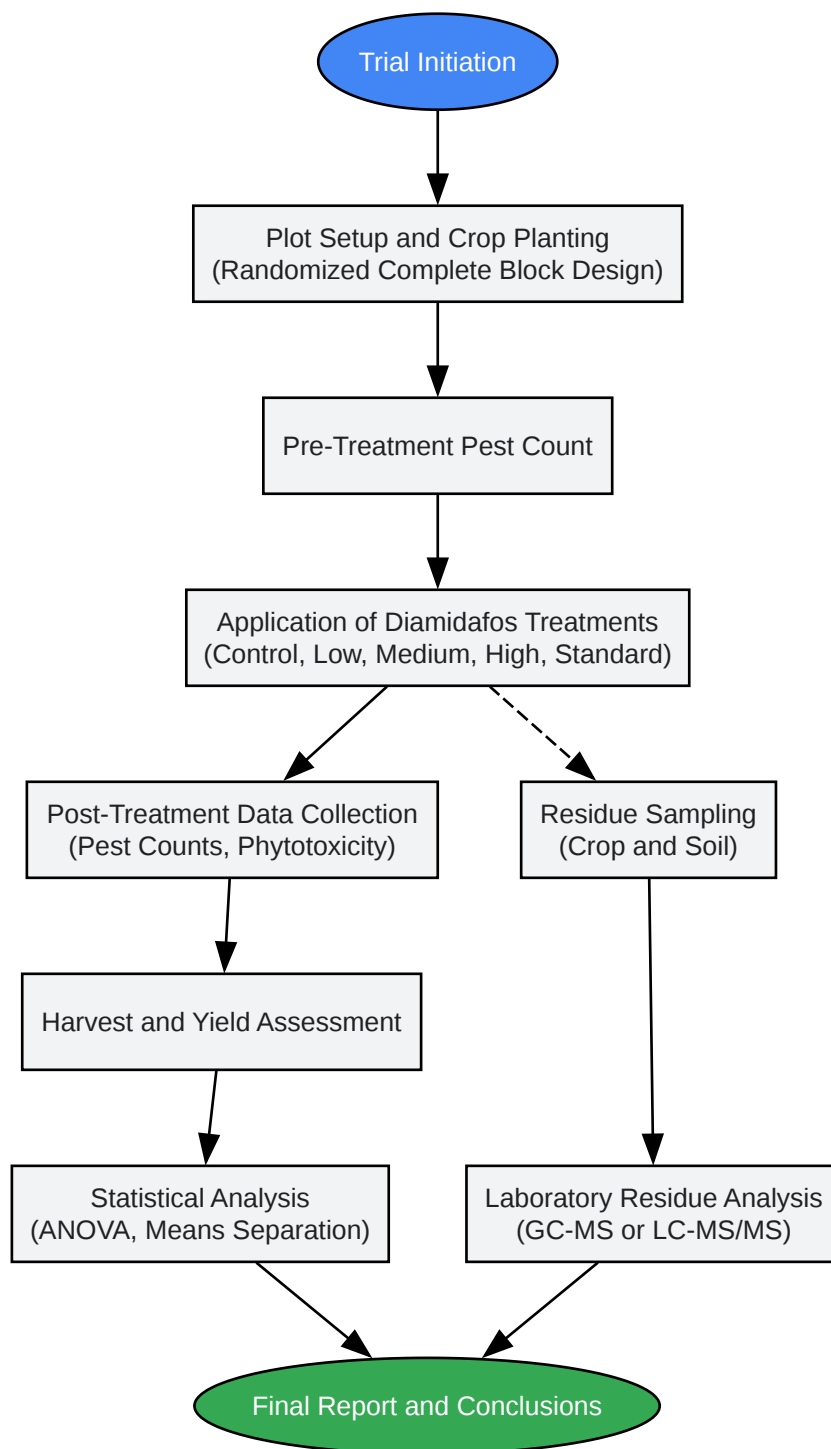 Trial Initiation
Plot Setup and Crop Planting
(Randomized Complete Block Design)
Pre-Treatment Pest Count
Application of Diamidafos Treatments
(Control, Low, Medium, High, Standard)
Post-Treatment Data Collection
(Pest Counts, Phytotoxicity)
Residue Sampling
(Crop and Soil)
Harvest and Yield Assessment
Statistical Analysis
(ANOVA, Means Separation)
Laboratory Residue Analysis
(GC-MS or LC-MS/MS)
Final Report and Conclusions